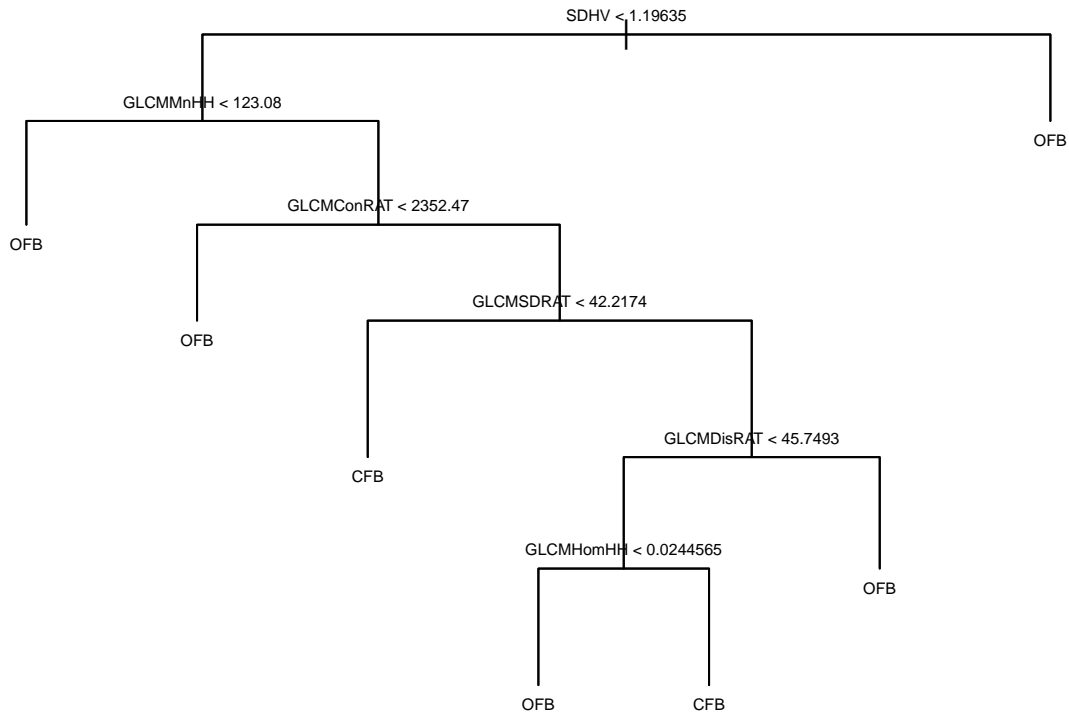 SDHV < 1.19635
GLCMMnHH < 123.08
OFB
GLCMConRAT < 2352.47
OFB
GLCMSDRAT < 42.2174
OFB
GLCMDisRAT < 45.7493
CFB
GLCMHomHH < 0.0244565
OFB
OFB
CFB